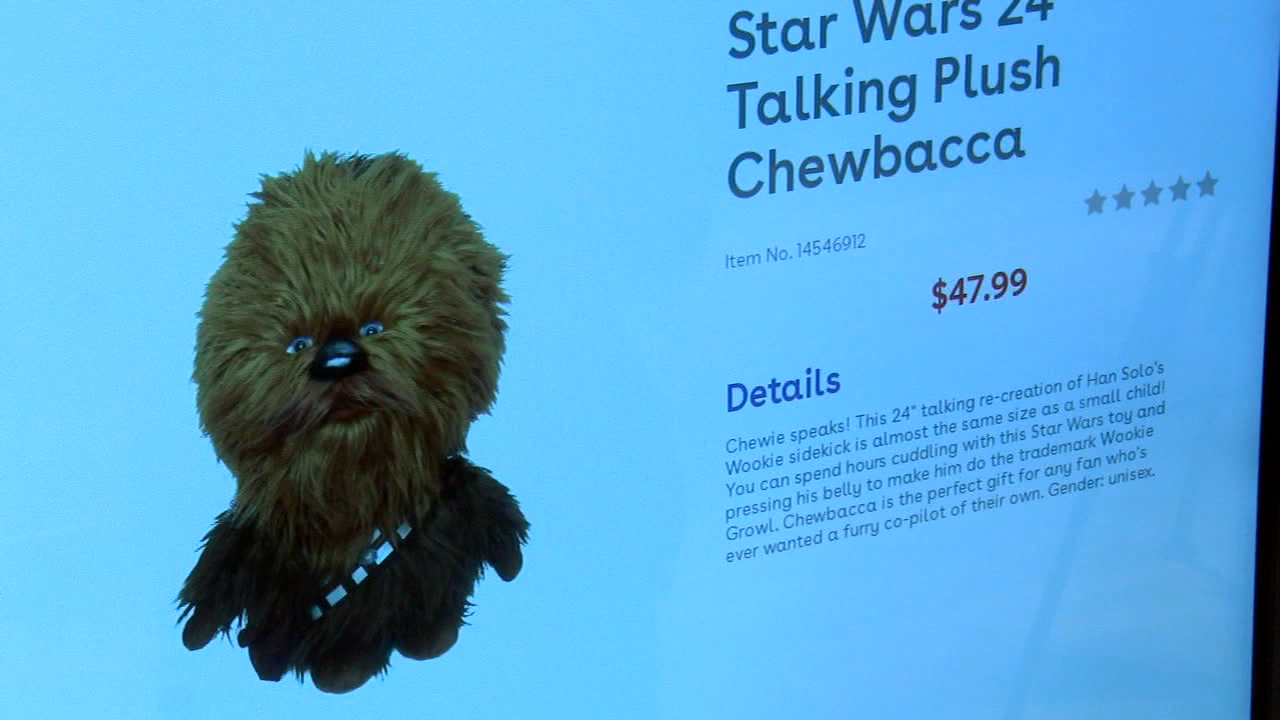 Star Wars 24
Talking Plush
Chewbacca
Item No. 14546912
$47.99
Details
Chewie speaks! This 24" talking re-creation of Han Solo's
Wookie sidekick is almost the same size as a small child!
You can spend hours cuddling with this Star Wars toy and
pressing his belly to make him do the trademark Wookie
Growl. Chewbacca is the perfect gift for any fan who's
ever wanted a furry co-pilot of their own. Gender: unisex.